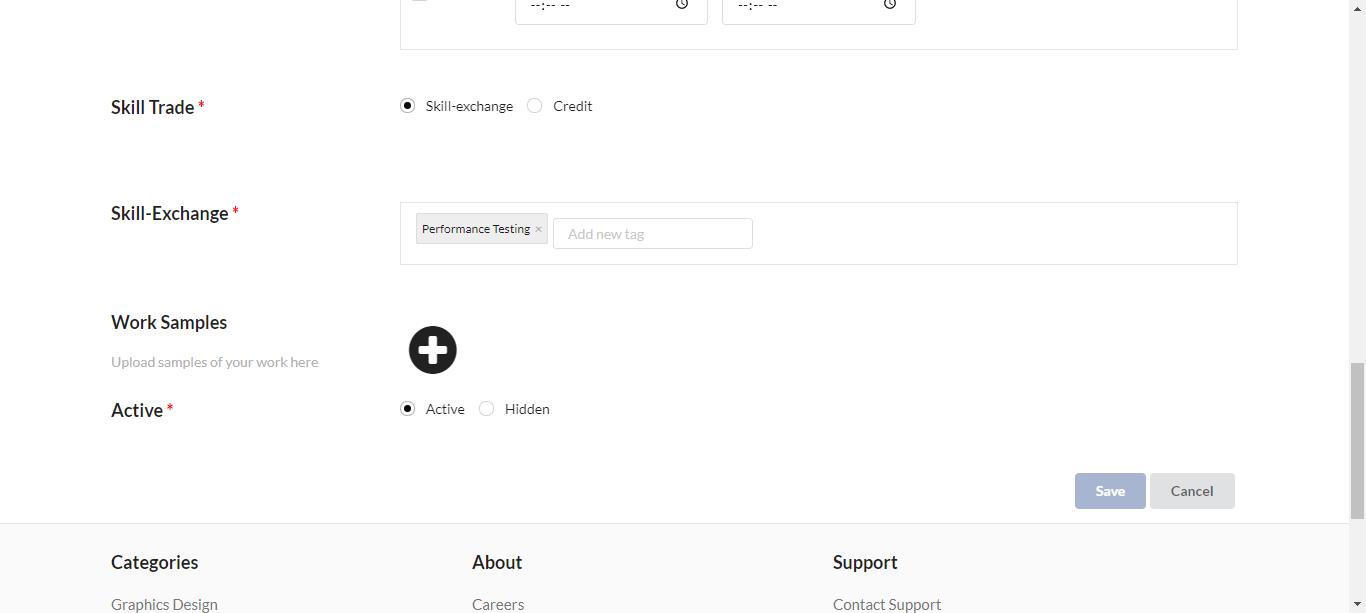 --:-- -- --:-- --
Skill Trade * Skill-exchange Credit
Skill-Exchange * Performance Testing × Add new tag
Work Samples
Upload samples of your work here
Active * Active Hidden
Save Cancel
Categories About Support
Graphics Design Careers Contact Support